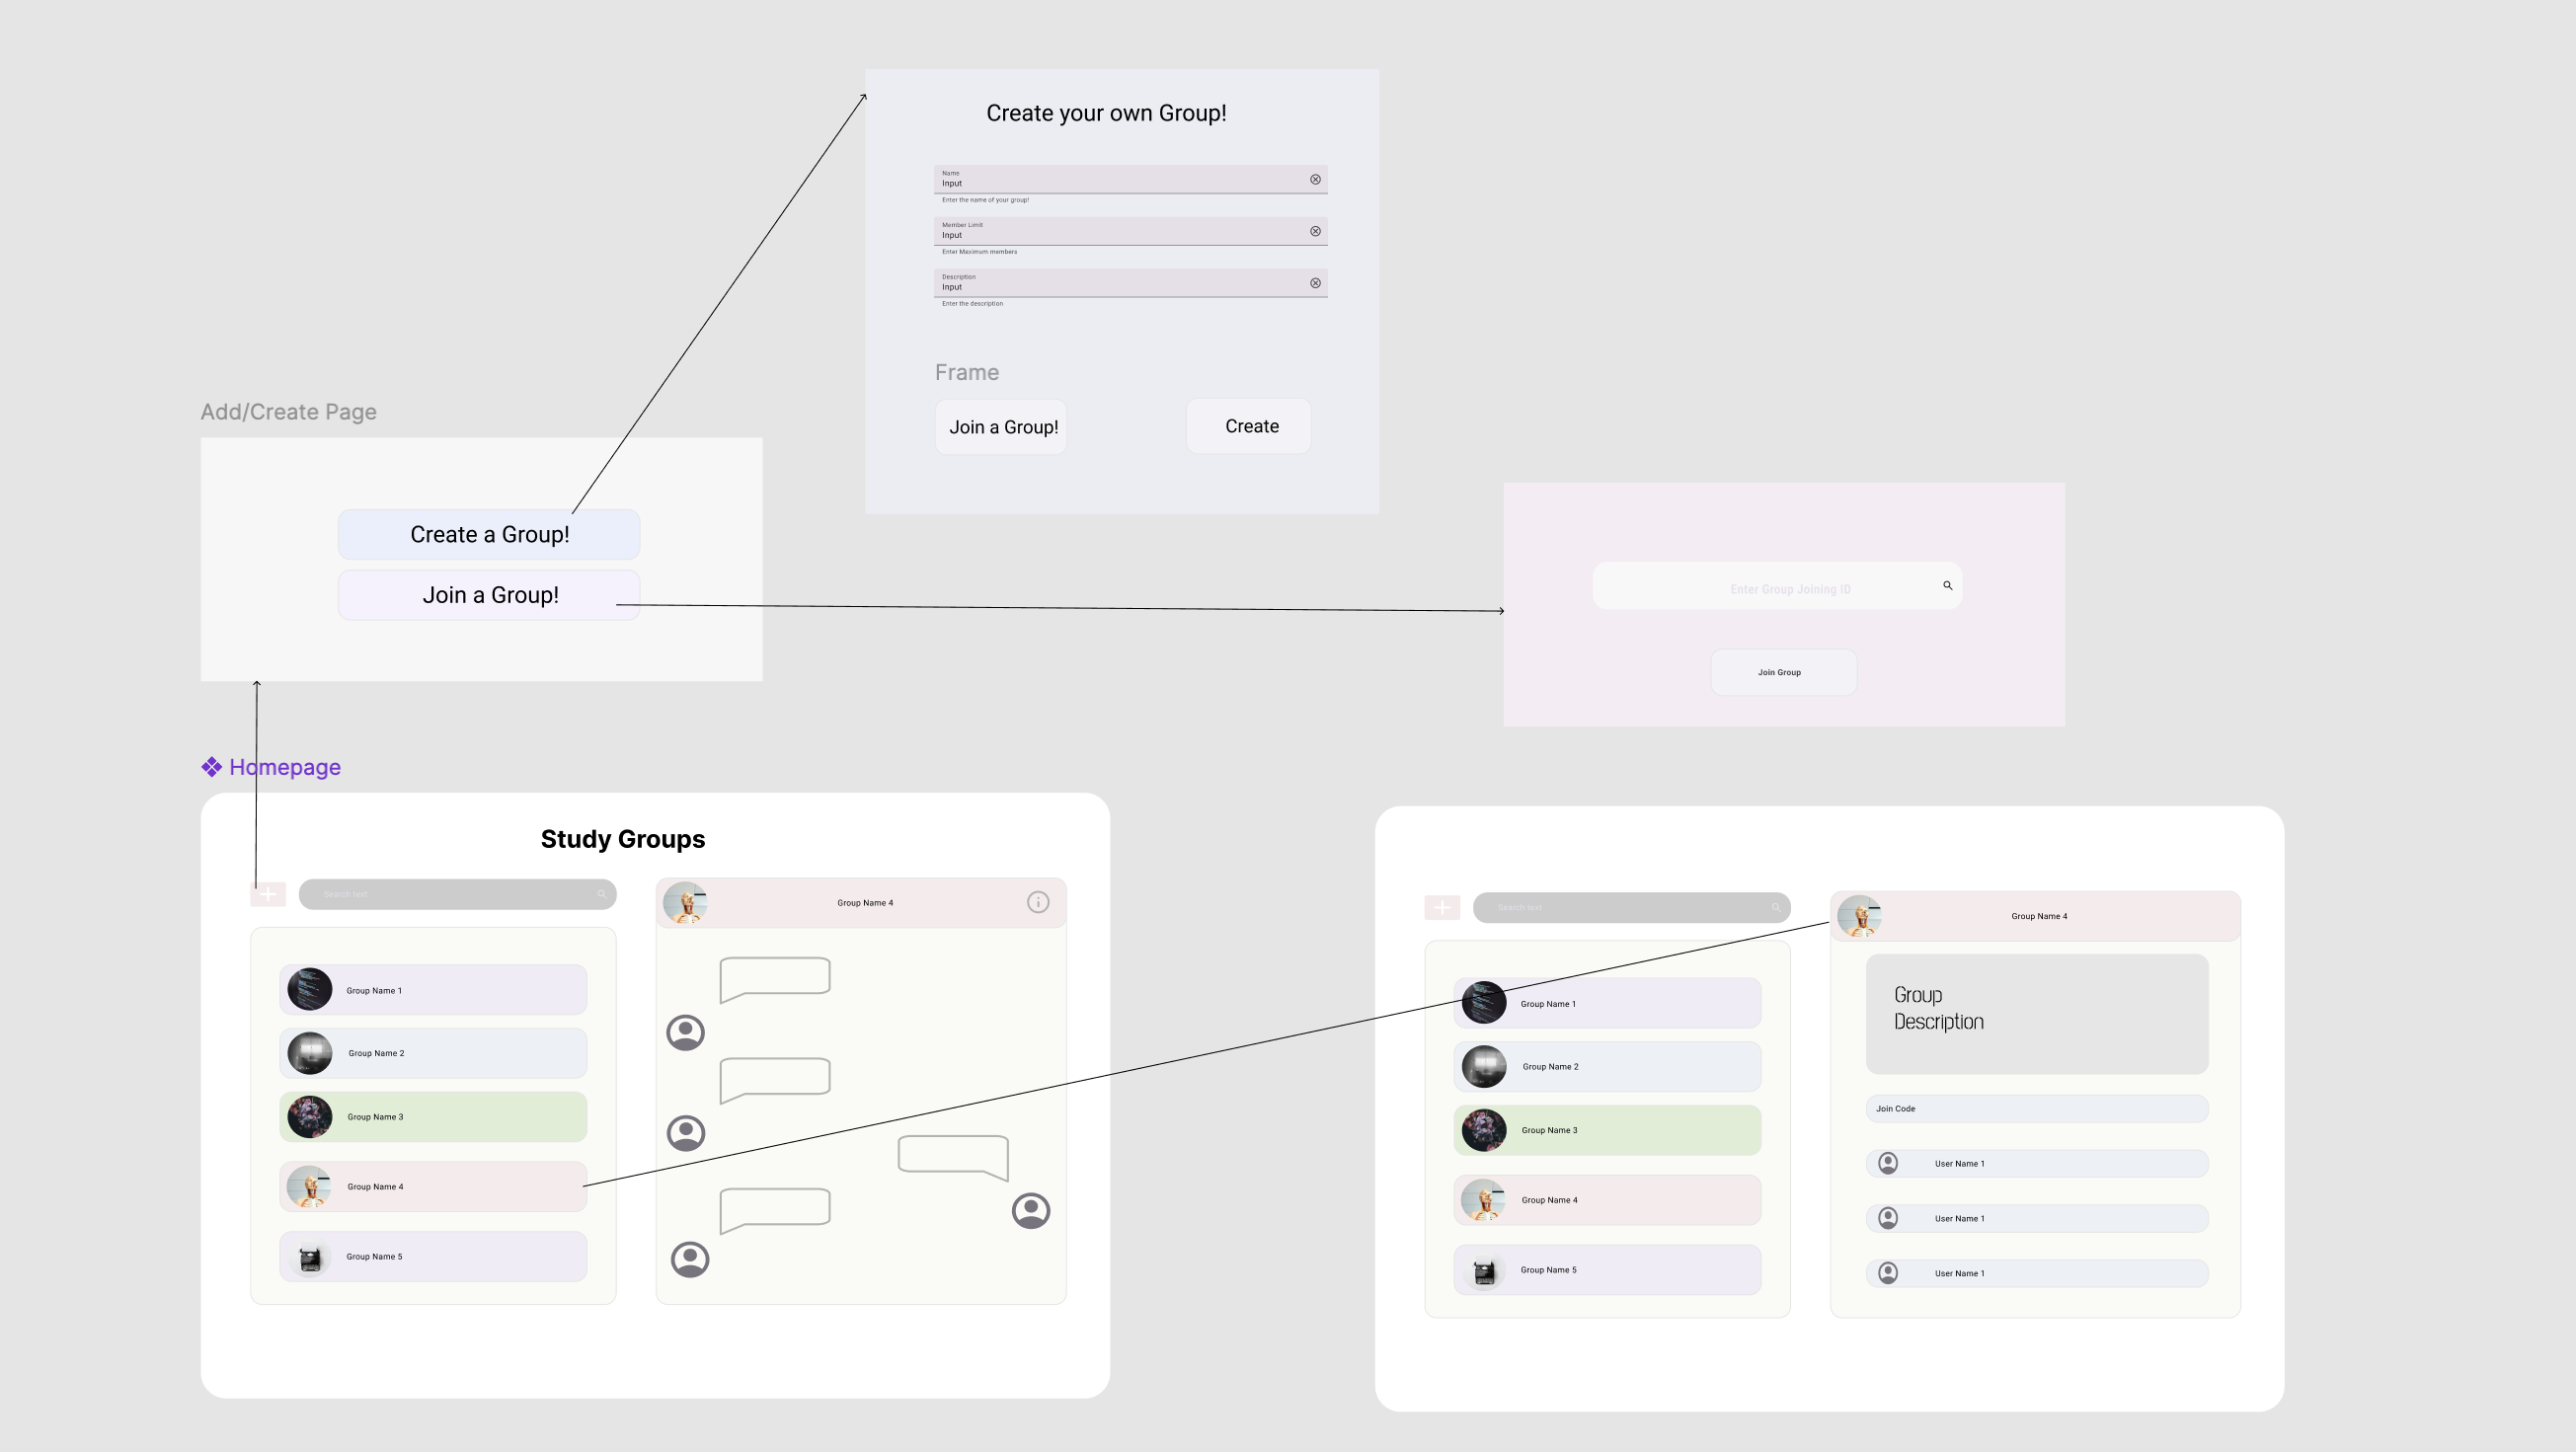 Create your own Group!
Name
Input
Enter the name of your group!
Member Limit
Input
Enter Maximum members
Description
Input
Enter the description
Frame
Join a Group!
Create
Add/Create Page
Create a Group!
Join a Group!
Enter Group Joining ID
Join Group
Homepage
Study Groups
Search text
Group Name 1
Group Name 2
Group Name 3
Group Name 4
Group Name 5
Group Name 4
Search text
Group Name 1
Group Name 2
Group Name 3
Group Name 4
Group Name 5
Group Name 4
Group
Description
Join Code
User Name 1
User Name 1
User Name 1